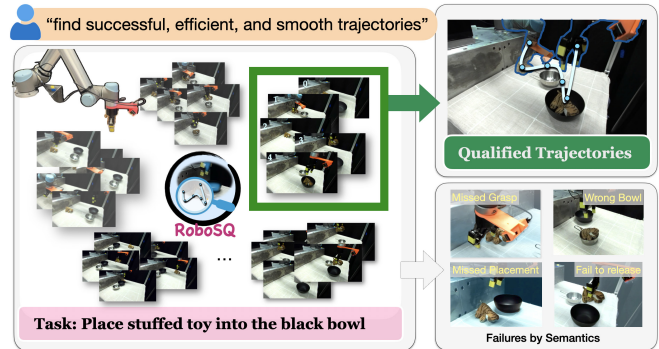 “find successful, efficient, and smooth trajectories”
RoboSQ
...
Task: Place stuffed toy into the black bowl
Qualified Trajectories
Missed Grasp
Wrong Bowl
Missed Placement
Fail to release
Failures by Semantics